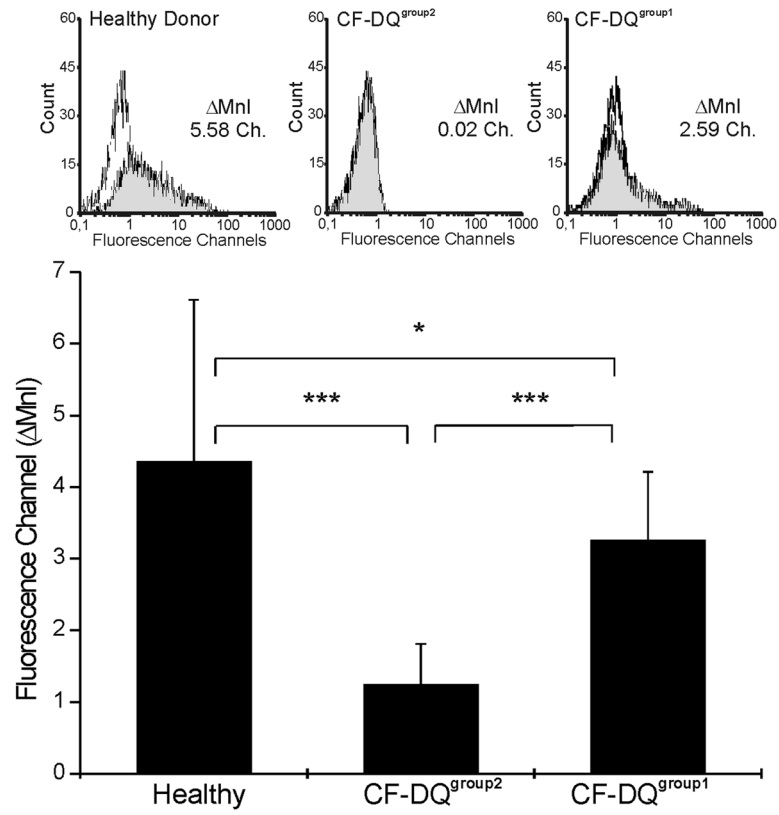 Healthy Donor
60
45
30
15
0
Count
ΔMnI
5.58 Ch.
0,1 1 10 100 1000
Fluorescence Channels
CF-DQgroup2
60
45
30
15
0
Count
ΔMnI
0.02 Ch.
0,1 1 10 100 1000
Fluorescence Channels
CF-DQgroup1
60
45
30
15
0
Count
ΔMnI
2.59 Ch.
0,1 1 10 100 1000
Fluorescence Channels
Fluorescence Channel (ΔMnI)
7
6
5
4
3
2
1
0
*
*** ***
Healthy CF-DQgroup2 CF-DQgroup1